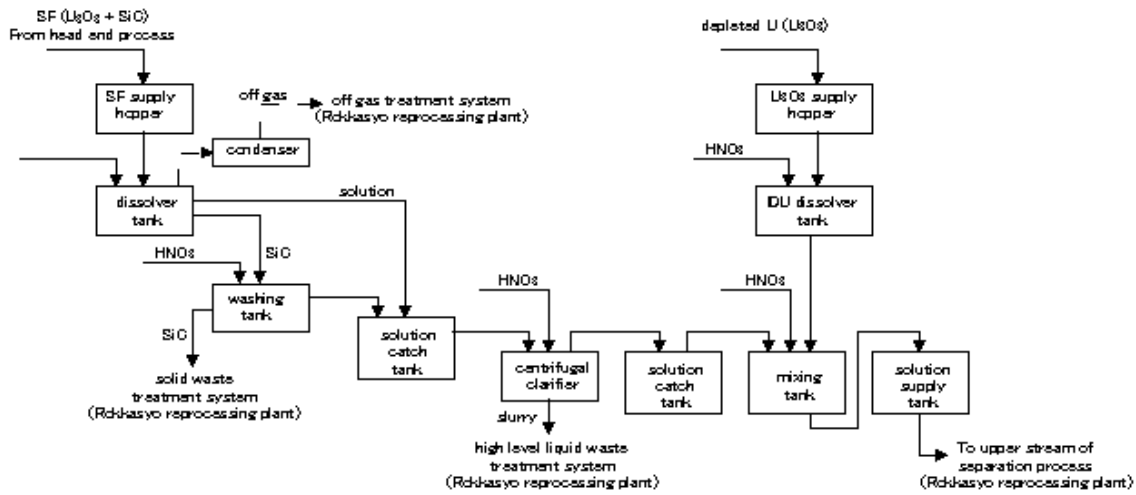 SF (U3O8 + SiC)
From head end process
depleted U (U3O8)
SF supply
hopper
off gas
off gas treatment system
(Rokkasyo reprocessing plant)
U3O8 supply
hopper
condenser
HNO3
dissolver
tank
solution
DU dissolver
tank
HNO3
SiC
HNO3
HNO3
washing
tank
SiC
solution
catch
tank
centrifugal
clarifier
solution
catch
tank
mixing
tank
solution
supply
tank
solid waste
treatment system
(Rokkasyo reprocessing plant)
slurry
high level liquid waste
treatment system
(Rokkasyo reprocessing plant)
To upper stream of
separation process
(Rokkasyo reprocessing plant)